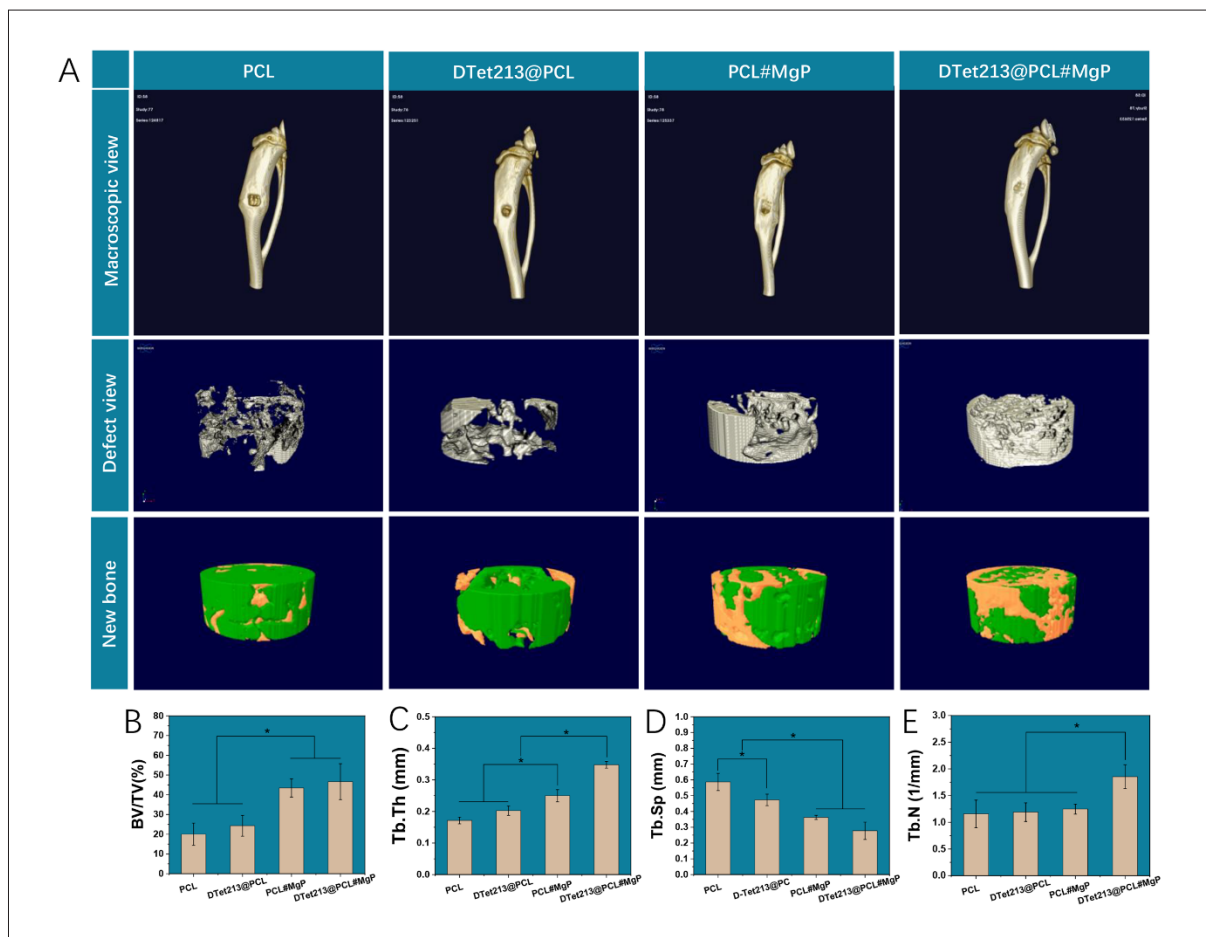 A
PCL
DTet213@PCL
PCL#MgP
DTet213@PCL#MgP
Macroscopic view
Defect view
New bone
B
BV/TV(%)
80
70
60
50
40
30
20
10
0
*
PCL
DTet213@PCL
PCL#MgP
DTet213@PCL#MgP
C
Tb.Th (mm)
0.5
0.4
0.3
0.2
0.1
0.0
*
*
PCL
DTet213@PCL
PCL#MgP
DTet213@PCL#MgP
D
Tb.Sp (mm)
1.0
0.9
0.8
0.7
0.6
0.5
0.4
0.3
0.2
0.1
0.0
*
*
PCL
D-Tet213@PC
PCL#MgP
DTet213@PCL#MgP
E
Tb.N (1/mm)
3.0
2.5
2.0
1.5
1.0
0.5
0.0
*
PCL
DTet213@PCL
PCL#MgP
DTet213@PCL#MgP